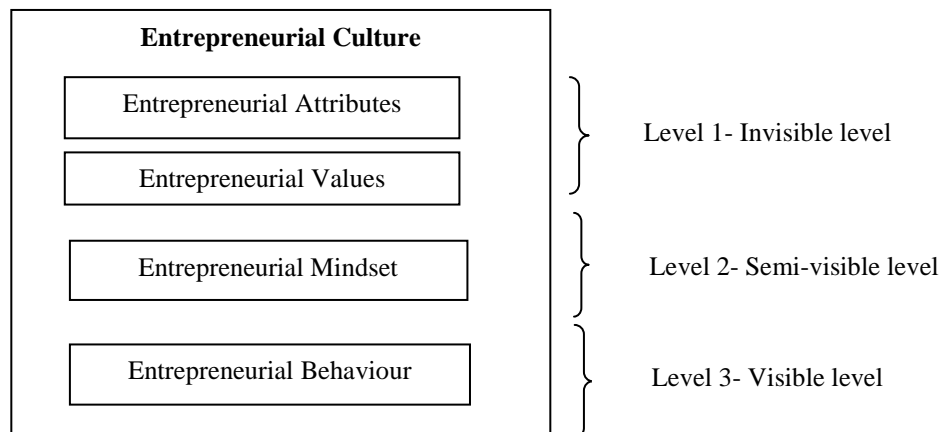 Entrepreneurial Culture
Entrepreneurial Attributes
Level 1- Invisible level
Entrepreneurial Values
Entrepreneurial Mindset
Level 2- Semi-visible level
Entrepreneurial Behaviour
Level 3- Visible level